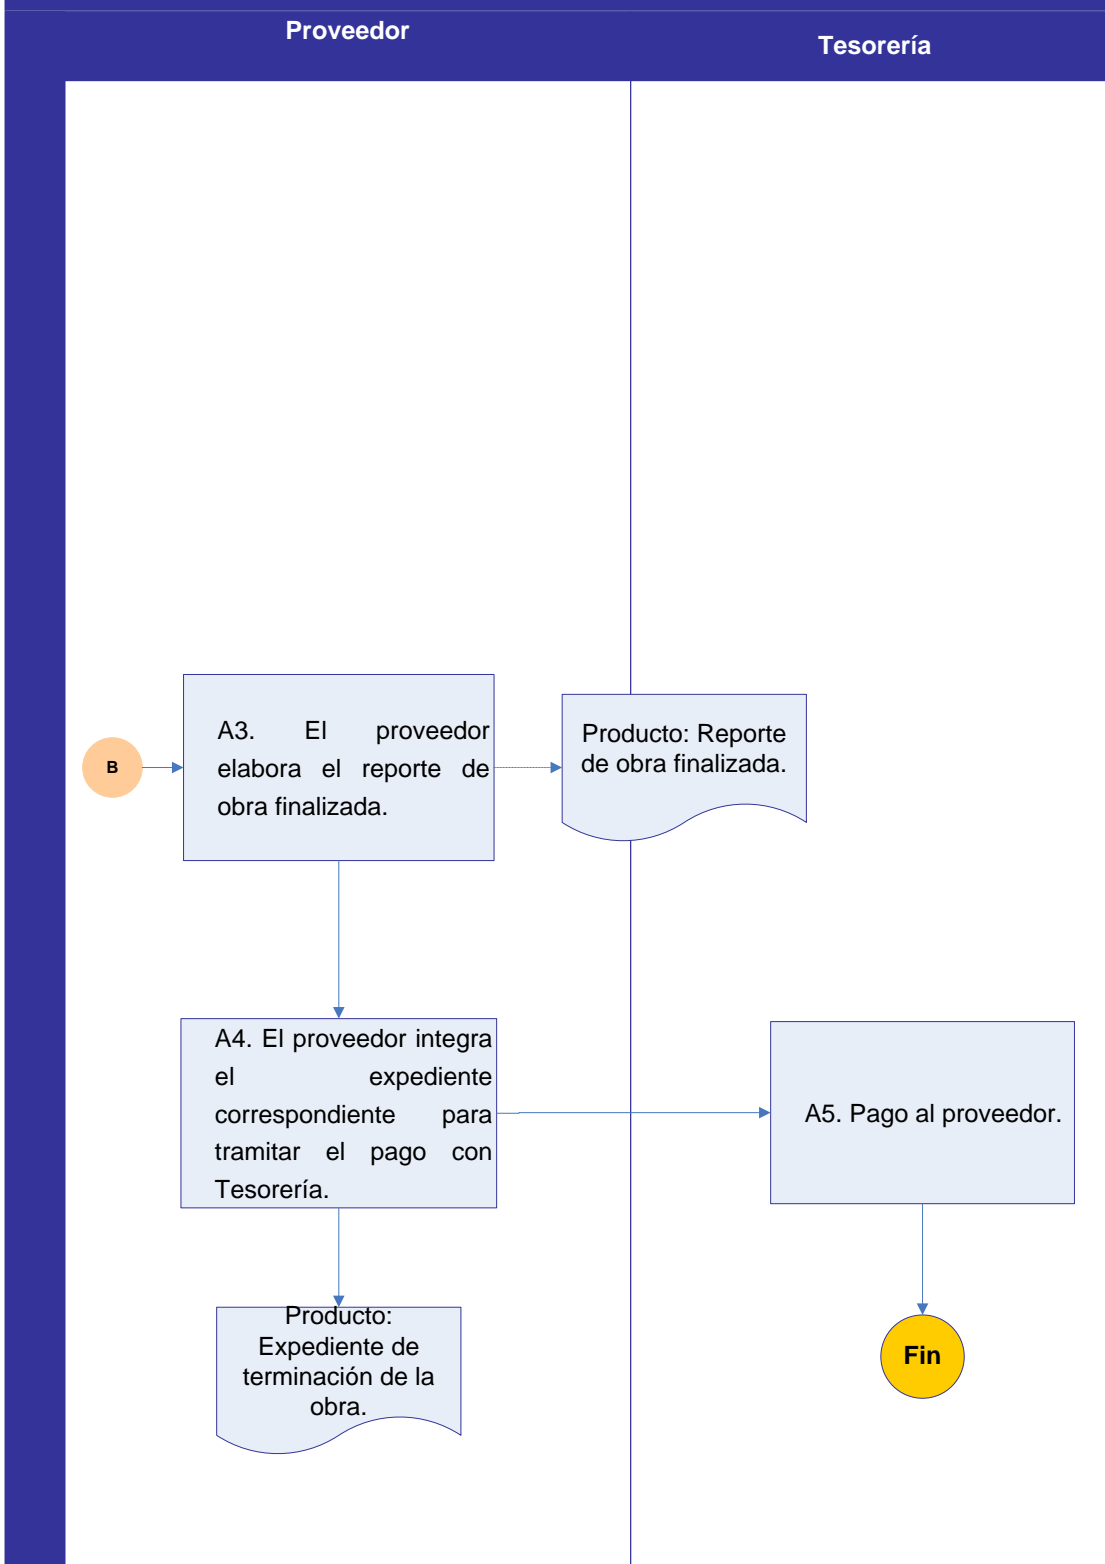 Proveedor
Tesorería
B
A3. El proveedor
elabora el reporte de
obra finalizada.
Producto: Reporte
de obra finalizada.
A4. El proveedor integra
el expediente
correspondiente para
tramitar el pago con
Tesorería.
A5. Pago al proveedor.
Producto:
Expediente de
terminación de la
obra.
Fin